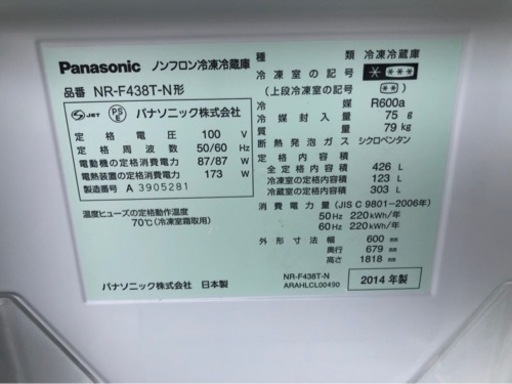 Panasonic ノンフロン冷凍冷蔵庫
品番 NR-F438T-N形
JET PS E パナソニック株式会社
定格電圧 100 V
定格周波数 50/60 Hz
電動機の定格消費電力 87/87 W
電熱装置の定格消費電力 173 W
製造番号 A 3905281
温度ヒューズの定格動作温度
70℃(冷凍室霜取用)
パナソニック株式会社 日本製
種類 冷凍冷蔵庫
冷凍室の記号
(上段冷凍室の記号)
冷媒 R600a
冷媒封入量 75 g
質量 79 kg
断熱発泡ガス シクロペンタン
定格内容積
全定格内容積 426 L
冷凍室の定格内容積 123 L
冷蔵室の定格内容積 303 L
消費電力量(JIS C 9801-2006年)
50Hz 220kWh/年
60Hz 220kWh/年
外形寸法 幅 600 mm
奥行 679 mm
高さ 1818 mm
NR-F438T-N
ARAHLCL00490
2014年製